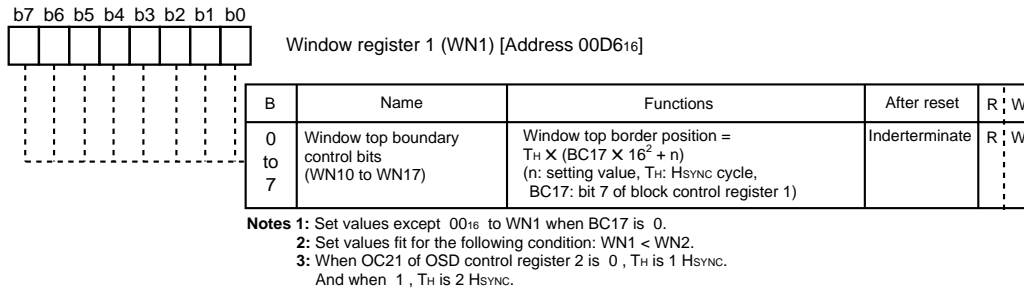 b7 b6 b5 b4 b3 b2 b1 b0
Window register 1 (WN1) [Address 00D6₁₆]
B Name Functions After reset R W
0 to 7 Window top boundary control bits (WN10 to WN17) Window top border position = Inderterminate R W
TH X (BC17 X 16² + n)
(n: setting value, TH: HSYNC cycle,
BC17: bit 7 of block control register 1)
Notes 1: Set values except 00₁₆ to WN1 when BC17 is 0.
2: Set values fit for the following condition: WN1 < WN2.
3: When OC21 of OSD control register 2 is 0 , TH is 1 HSYNC.
And when 1 , TH is 2 HSYNC.